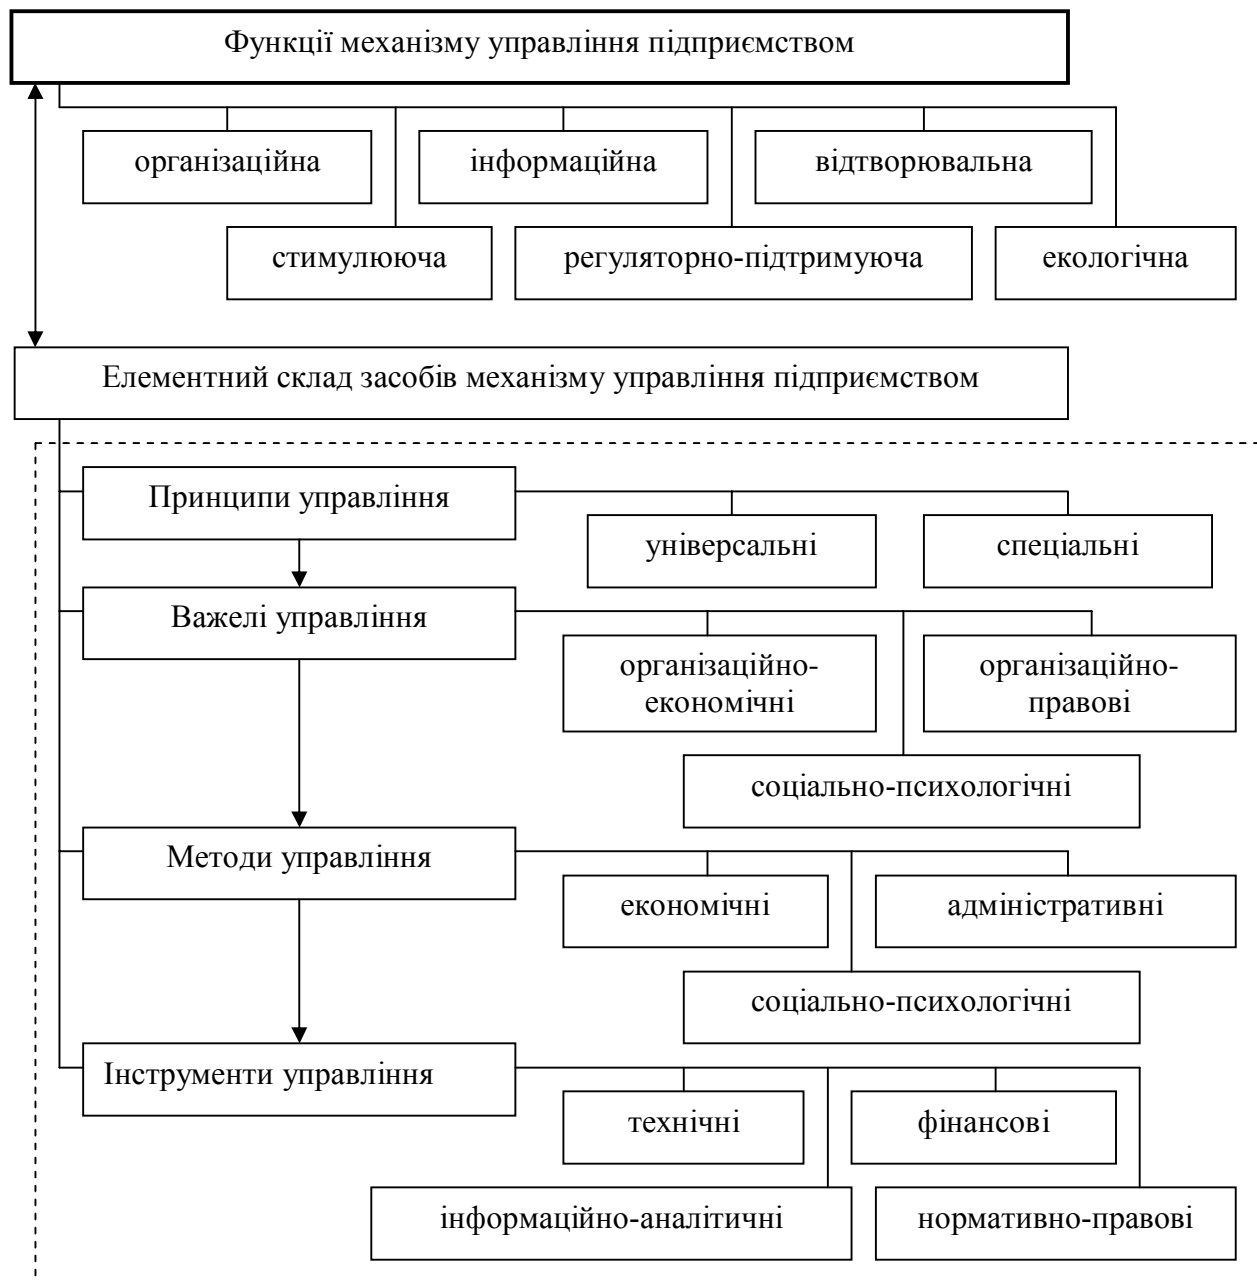 Функції механізму управління підприємством
організаційна
інформаційна
відтворювальна
стимулююча
регуляторно-підтримуюча
екологічна
Елементний склад засобів механізму управління підприємством
Принципи управління
універсальні
спеціальні
Важелі управління
організаційно-
економічні
організаційно-
правові
соціально-психологічні
Методи управління
економічні
адміністративні
соціально-психологічні
Інструменти управління
технічні
фінансові
інформаційно-аналітичні
нормативно-правові